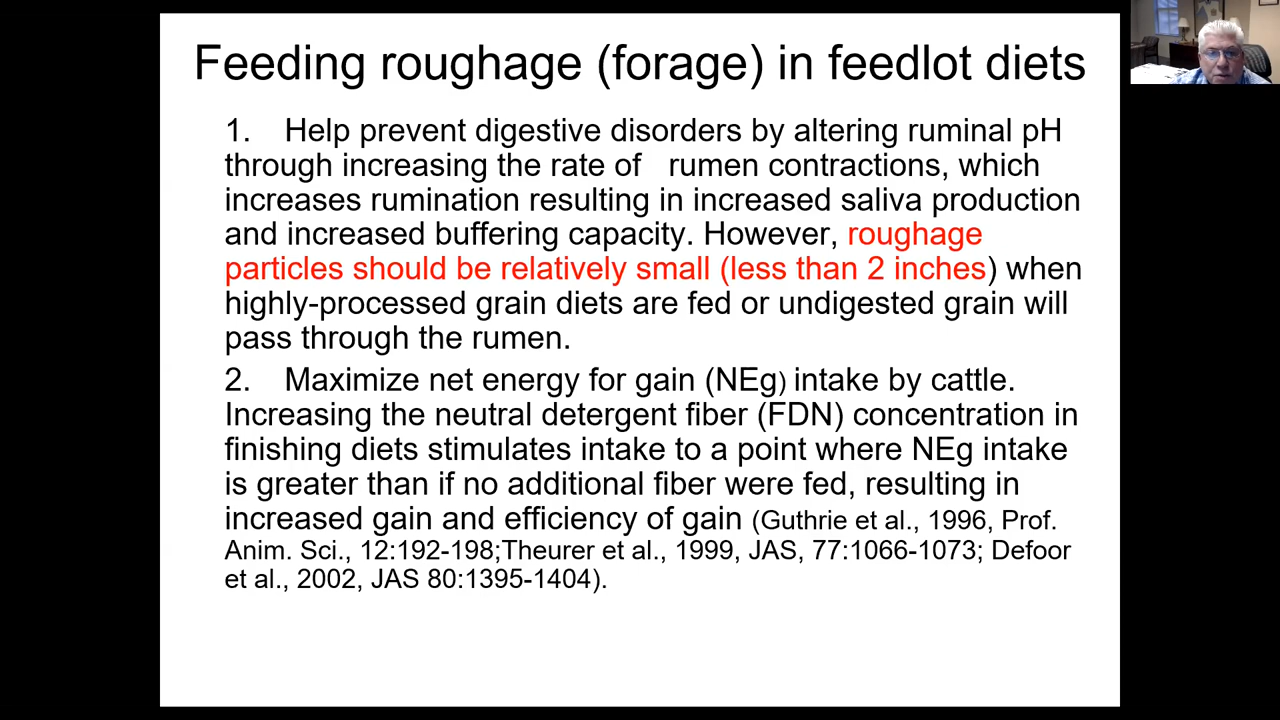 Feeding roughage (forage) in feedlot diets
1. Help prevent digestive disorders by altering ruminal pH
through increasing the rate of rumen contractions, which
increases rumination resulting in increased saliva production
and increased buffering capacity. However, roughage
particles should be relatively small (less than 2 inches) when
highly-processed grain diets are fed or undigested grain will
pass through the rumen.
2. Maximize net energy for gain (NEg) intake by cattle.
Increasing the neutral detergent fiber (FDN) concentration in
finishing diets stimulates intake to a point where NEg intake
is greater than if no additional fiber were fed, resulting in
increased gain and efficiency of gain (Guthrie et al., 1996, Prof.
Anim. Sci., 12:192-198;Theurer et al., 1999, JAS, 77:1066-1073; Defoor
et al., 2002, JAS 80:1395-1404).